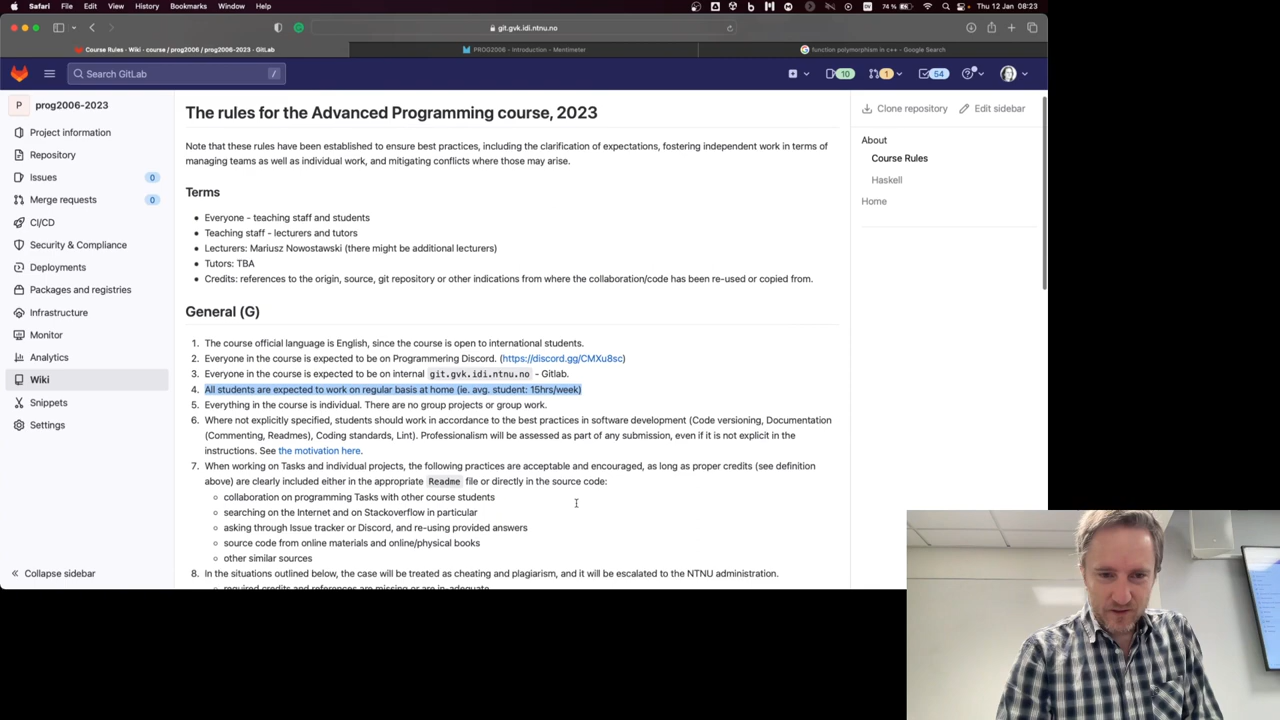 Safari File Edit View History Bookmarks Window Help 74 % Thu 12 Jan 08:23
git.gvk.idi.ntnu.no
Course Rules - Wiki - course / prog2006 / prog2006-2023 - GitLab
PROG2006 - Introduction - Mentimeter
function polymorphism in c++ - Google Search
Search GitLab /
10 1 54
P prog2006-2023
Project information
Repository
Issues 0
Merge requests 0
CI/CD
Security & Compliance
Deployments
Packages and registries
Infrastructure
Monitor
Analytics
Wiki
Snippets
Settings
Collapse sidebar
The rules for the Advanced Programming course, 2023
Note that these rules have been established to ensure best practices, including the clarification of expectations, fostering independent work in terms of
managing teams as well as individual work, and mitigating conflicts where those may arise.
Terms
• Everyone - teaching staff and students
• Teaching staff - lecturers and tutors
• Lecturers: Mariusz Nowostawski (there might be additional lecturers)
• Tutors: TBA
• Credits: references to the origin, source, git repository or other indications from where the collaboration/code has been re-used or copied from.
General (G)
1. The course official language is English, since the course is open to international students.
2. Everyone in the course is expected to be on Programmering Discord. (https://discord.gg/CMXu8sc)
3. Everyone in the course is expected to be on internal git.gvk.idi.ntnu.no - Gitlab.
4. All students are expected to work on regular basis at home (ie. avg. student: 15hrs/week)
5. Everything in the course is individual. There are no group projects or group work.
6. Where not explicitly specified, students should work in accordance to the best practices in software development (Code versioning, Documentation
(Commenting, Readmes), Coding standards, Lint). Professionalism will be assessed as part of any submission, even if it is not explicit in the
instructions. See the motivation here.
7. When working on Tasks and individual projects, the following practices are acceptable and encouraged, as long as proper credits (see definition
above) are clearly included either in the appropriate Readme file or directly in the source code:
◦ collaboration on programming Tasks with other course students
◦ searching on the Internet and on Stackoverflow in particular
◦ asking through Issue tracker or Discord, and re-using provided answers
◦ source code from online materials and online/physical books
◦ other similar sources
8. In the situations outlined below, the case will be treated as cheating and plagiarism, and it will be escalated to the NTNU administration.
◦ required credits and references are missing or are in-adequate
Clone repository
Edit sidebar
About
Course Rules
Haskell
Home